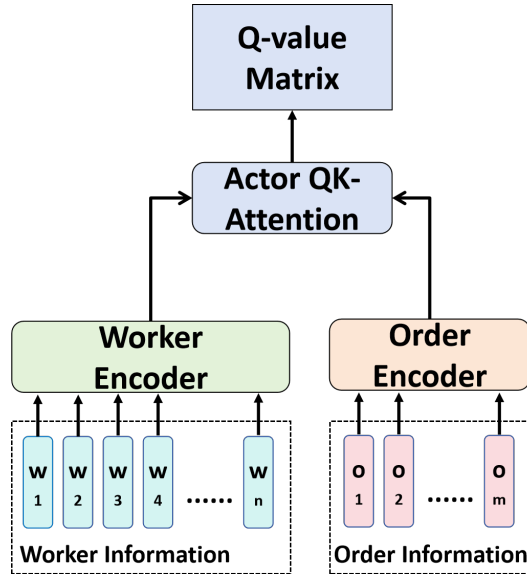 Q-value
Matrix
Actor QK-
Attention
Worker
Encoder
Order
Encoder
w w w w w
1 2 3 4 ...... n
o o o
1 2 ...... m
Worker Information
Order Information